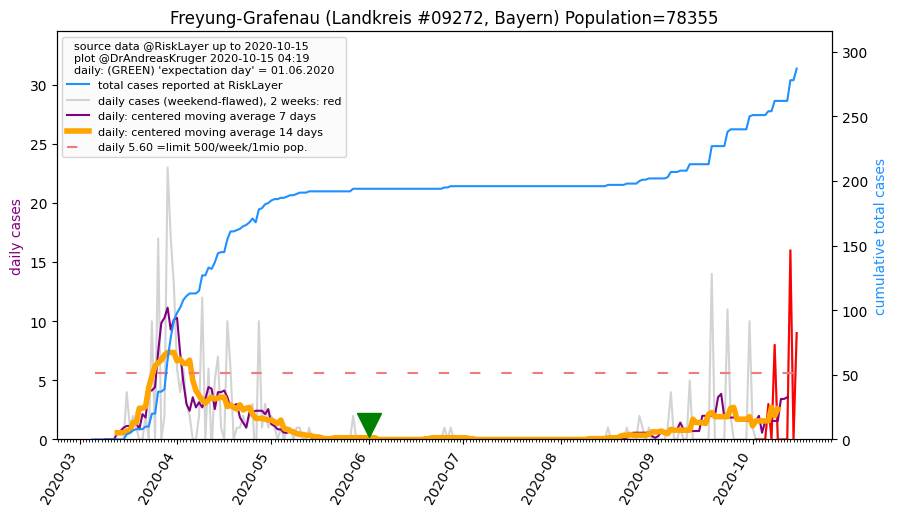 Freyung-Grafenau (Landkreis #09272, Bayern) Population=78355
source data @RiskLayer up to 2020-10-15
plot @DrAndreasKruger 2020-10-15 04:19
daily: (GREEN) 'expectation day' = 01.06.2020
total cases reported at RiskLayer
daily cases (weekend-flawed), 2 weeks: red
daily: centered moving average 7 days
daily: centered moving average 14 days
daily 5.60 =limit 500/week/1mio pop.
daily cases
30
25
20
15
10
5
0
cumulative total cases
300
250
200
150
100
50
0
2020-03
2020-04
2020-05
2020-06
2020-07
2020-08
2020-09
2020-10